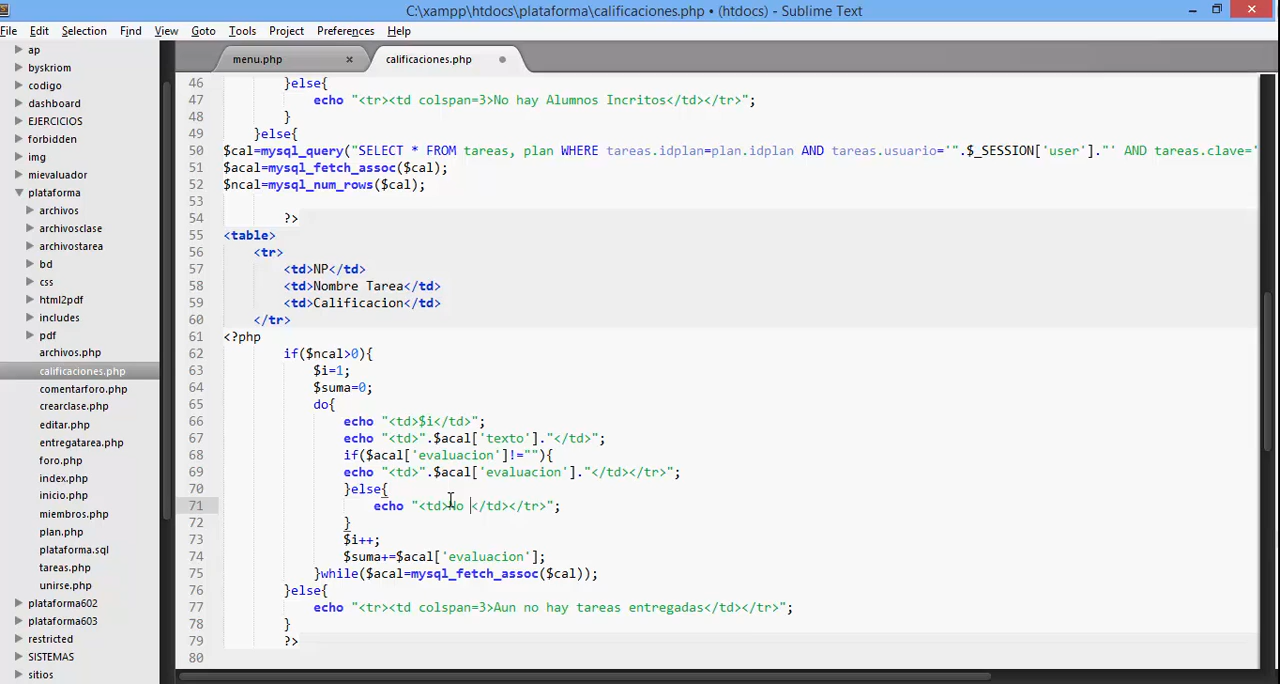 C:\xampp\htdocs\plataforma\calificaciones.php • (htdocs) - Sublime Text
File Edit Selection Find View Goto Tools Project Preferences Help
ap
byskriom
codigo
dashboard
EJERCICIOS
forbidden
img
mievaluador
plataforma
archivos
archivosclase
archivostarea
bd
css
html2pdf
includes
pdf
archivos.php
calificaciones.php
comentarforo.php
crearclase.php
editar.php
entregatarea.php
foro.php
index.php
inicio.php
miembros.php
plan.php
plataforma.sql
tareas.php
unirse.php
plataforma602
plataforma603
restricted
SISTEMAS
sitios
menu.php
calificaciones.php
46 }else{
47 echo "<tr><td colspan=3>No hay Alumnos Incritos</td></tr>";
48 }
49 }else{
50 $cal=mysql_query("SELECT * FROM tareas, plan WHERE tareas.idplan=plan.idplan AND tareas.usuario='".$_SESSION['user']."' AND tareas.clave='
51 $acal=mysql_fetch_assoc($cal);
52 $ncal=mysql_num_rows($cal);
53
54 ?>
55 <table>
56 <tr>
57 <td>NP</td>
58 <td>Nombre Tarea</td>
59 <td>Calificacion</td>
60 </tr>
61 <?php
62 if($ncal>0){
63 $i=1;
64 $suma=0;
65 do{
66 echo "<td>$i</td>";
67 echo "<td>".$acal['texto']."</td>";
68 if($acal['evaluacion']!=""){
69 echo "<td>".$acal['evaluacion']."</td></tr>";
70 }else{
71 echo "<td>No </td></tr>";
72 }
73 $i++;
74 $suma+=$acal['evaluacion'];
75 }while($acal=mysql_fetch_assoc($cal));
76 }else{
77 echo "<tr><td colspan=3>Aun no hay tareas entregadas</td></tr>";
78 }
79 ?>
80